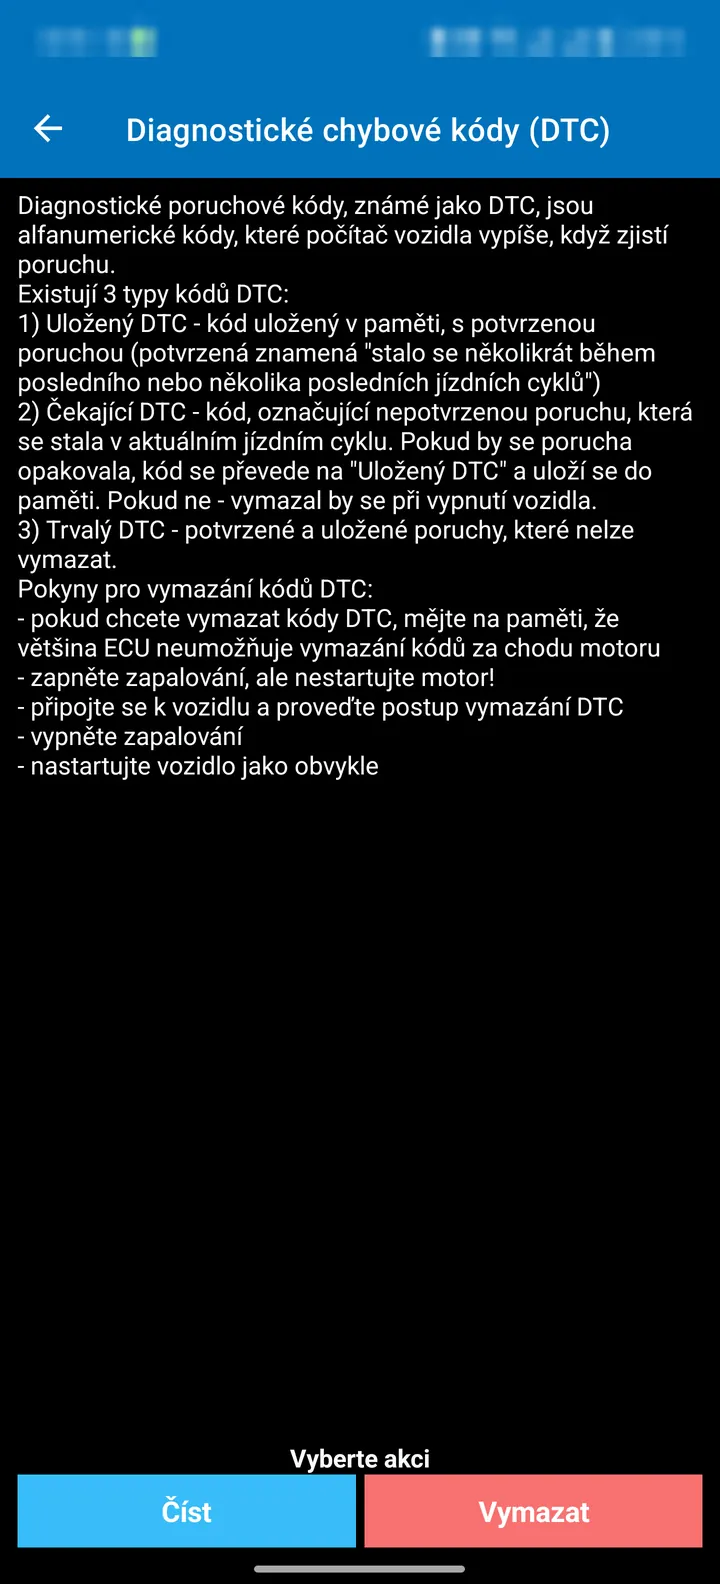 Diagnostické chybové kódy (DTC)
Diagnostické poruchové kódy, známé jako DTC, jsou
alfanumerické kódy, které počítač vozidla vypíše, když zjistí
poruchu.
Existují 3 typy kódů DTC:
1) Uložený DTC - kód uložený v paměti, s potvrzenou
poruchou (potvrzená znamená "stalo se několikrát během
posledního nebo několika posledních jízdních cyklů")
2) Čekající DTC - kód, označující nepotvrzenou poruchu, která
se stala v aktuálním jízdním cyklu. Pokud by se porucha
opakovala, kód se převede na "Uložený DTC" a uloží se do
paměti. Pokud ne - vymazal by se při vypnutí vozidla.
3) Trvalý DTC - potvrzené a uložené poruchy, které nelze
vymazat.
Pokyny pro vymazání kódů DTC:
- pokud chcete vymazat kódy DTC, mějte na paměti, že
většina ECU neumožňuje vymazání kódů za chodu motoru
- zapněte zapalování, ale nestartujte motor!
- připojte se k vozidlu a proveďte postup vymazání DTC
- vypněte zapalování
- nastartujte vozidlo jako obvykle
Vyberte akci
Číst
Vymazat